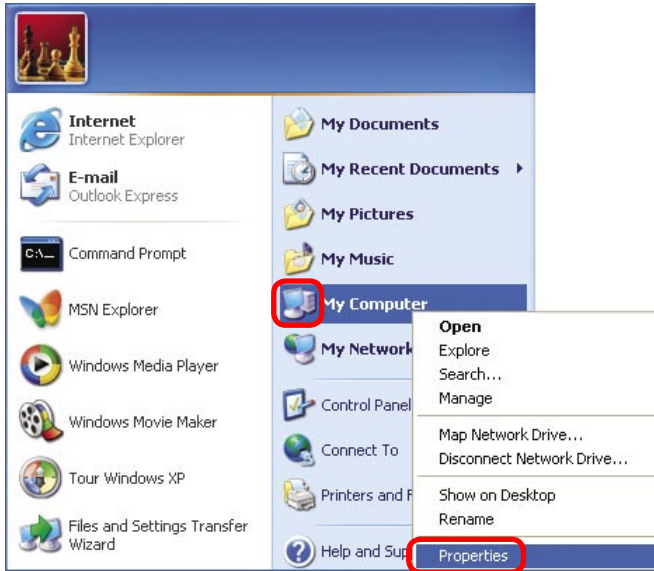 Internet
Internet Explorer
E-mail
Outlook Express
C:\_
Command Prompt
MSN Explorer
Windows Media Player
Windows Movie Maker
Tour Windows XP
Files and Settings Transfer
Wizard
My Documents
My Recent Documents
My Pictures
My Music
My Computer
My Network
Control Panel
Connect To
Printers and F
Help and Sup
Open
Explore
Search...
Manage
Map Network Drive...
Disconnect Network Drive...
Show on Desktop
Rename
Properties